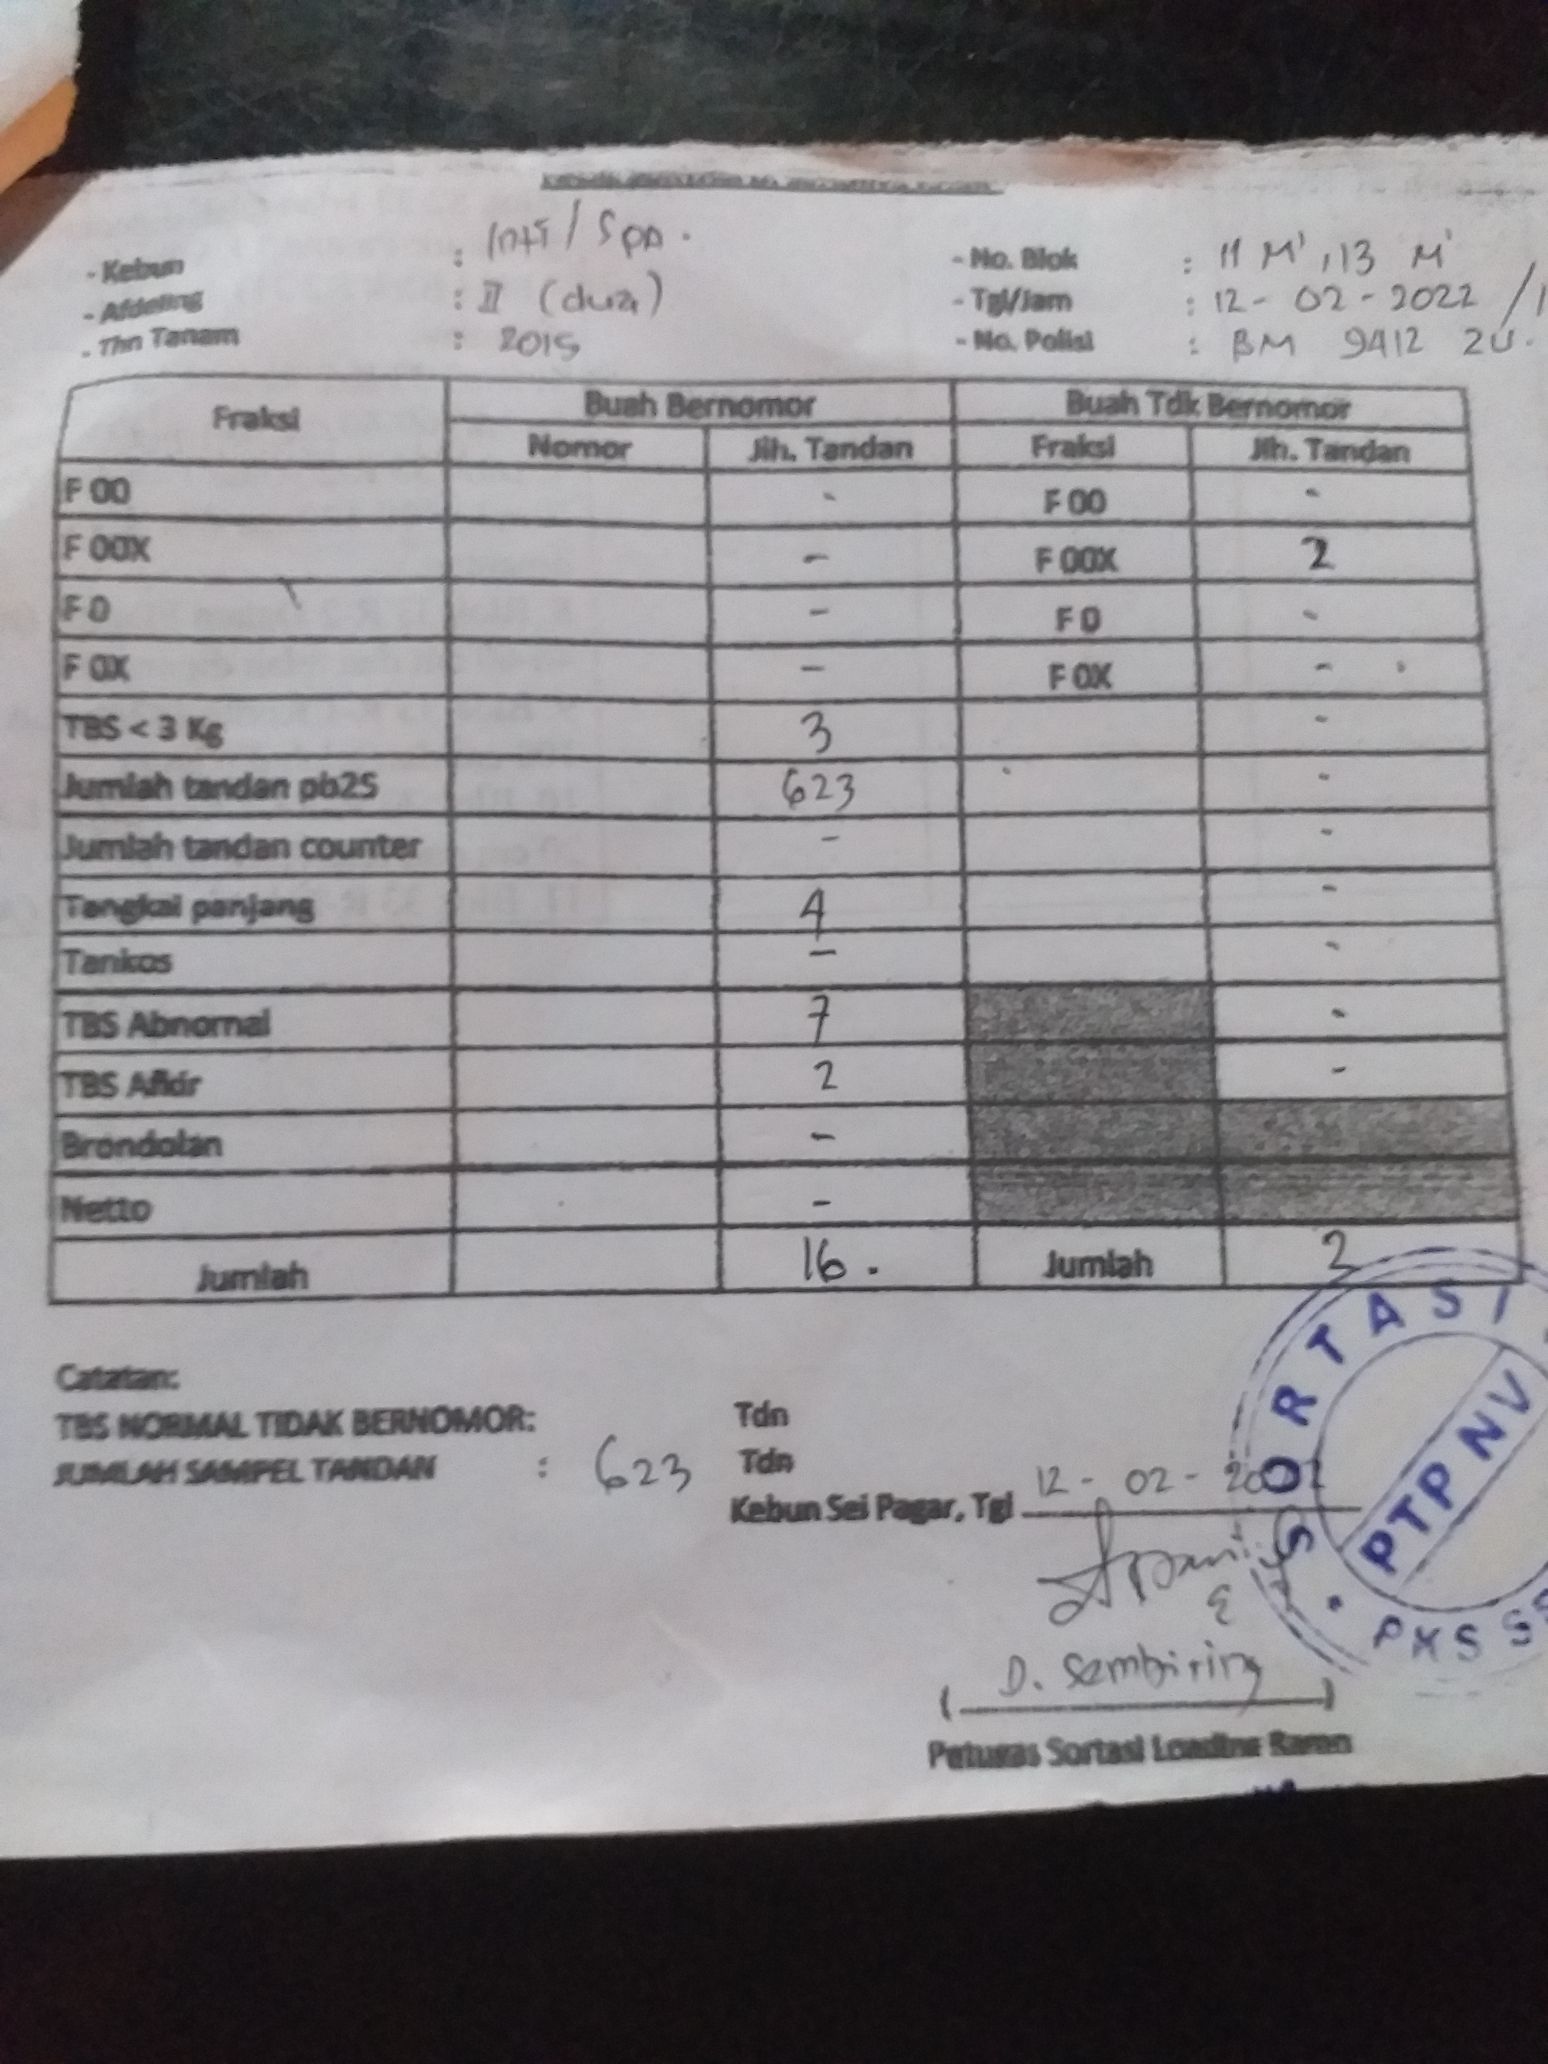 - Kebun : Inti / Spa .
- Afdeling : II (dua)
- Thn Tanam : 2015
- No. Blok : 11 M' , 13 M'
- Tgl/Jam : 12 - 02 - 2022 /
- No. Polisi : BM 9412 ZU.
Fraksi Buah Bernomor Buah Tdk Bernomor
Nomor Jlh. Tandan Fraksi Jlh. Tandan
F 00 - F 00 -
F 00X - F 00X 2
F 0 - F 0 -
F 0X - F 0X -
TBS < 3 Kg 3 -
Jumlah tandan pb25 623 -
Jumlah tandan counter - -
Tangkai panjang 4 -
Tankos - -
TBS Abnormal 7 -
TBS Afkir 2 -
Brondolan -
Netto -
Jumlah 16 . Jumlah 2
Catatan:
TBS NORMAL TIDAK BERNOMOR: Tdn
JUMLAH SAMPEL TANDAN : 623 Tdn
Kebun Sei Pagar, Tgl 12 - 02 - 2022
SORTASI
PTP NV
PKS
( D. Sembiring )
Petugas Sortasi Loading Ramp